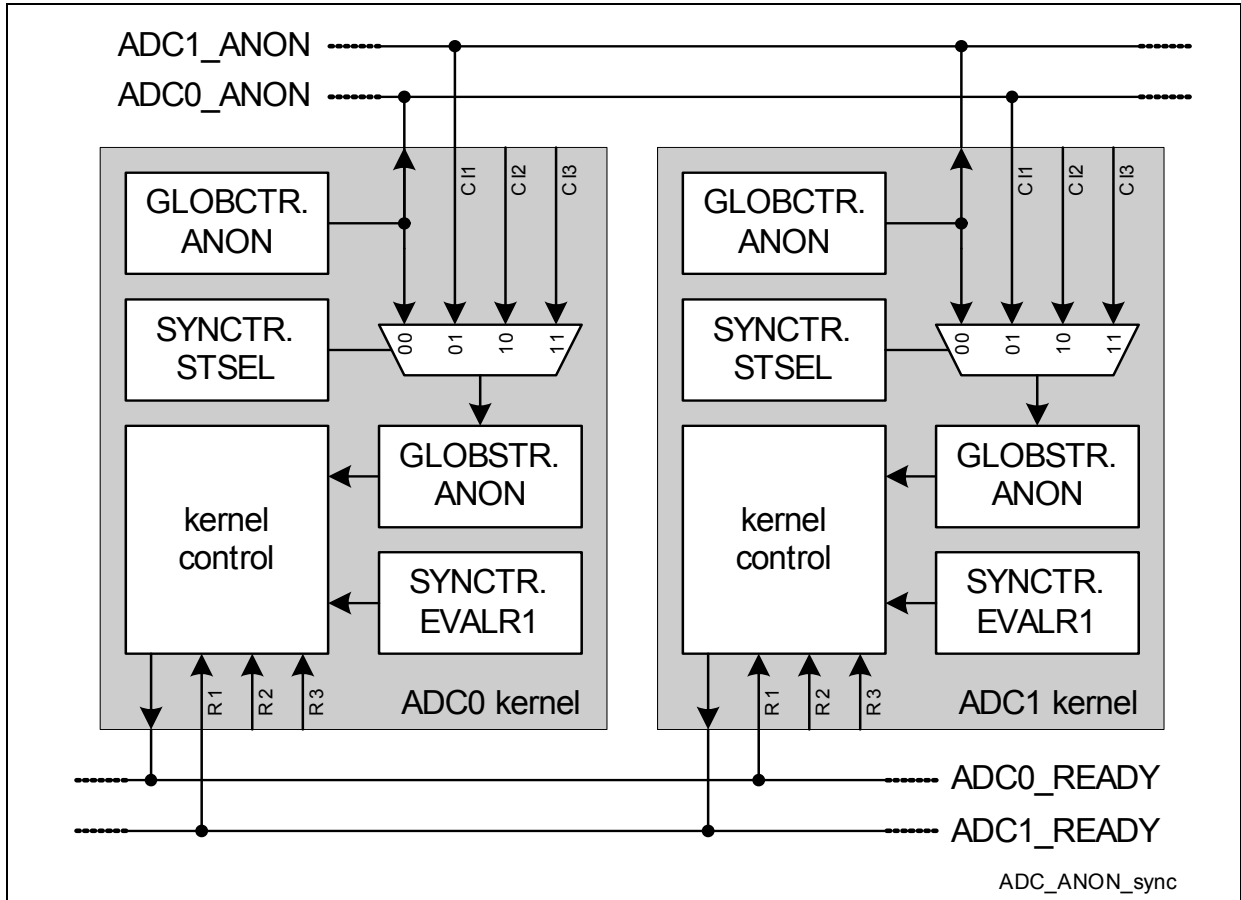 ADC1_ANON
ADC0_ANON
GLOBCTR.
ANON
CI1
CI2
CI3
SYNCTR.
STSEL
00
01
10
11
GLOBSTR.
ANON
kernel
control
SYNCTR.
EVALR1
R1
R2
R3
ADC0 kernel
GLOBCTR.
ANON
CI1
CI2
CI3
SYNCTR.
STSEL
00
01
10
11
GLOBSTR.
ANON
kernel
control
SYNCTR.
EVALR1
R1
R2
R3
ADC1 kernel
ADC0_READY
ADC1_READY
ADC_ANON_sync